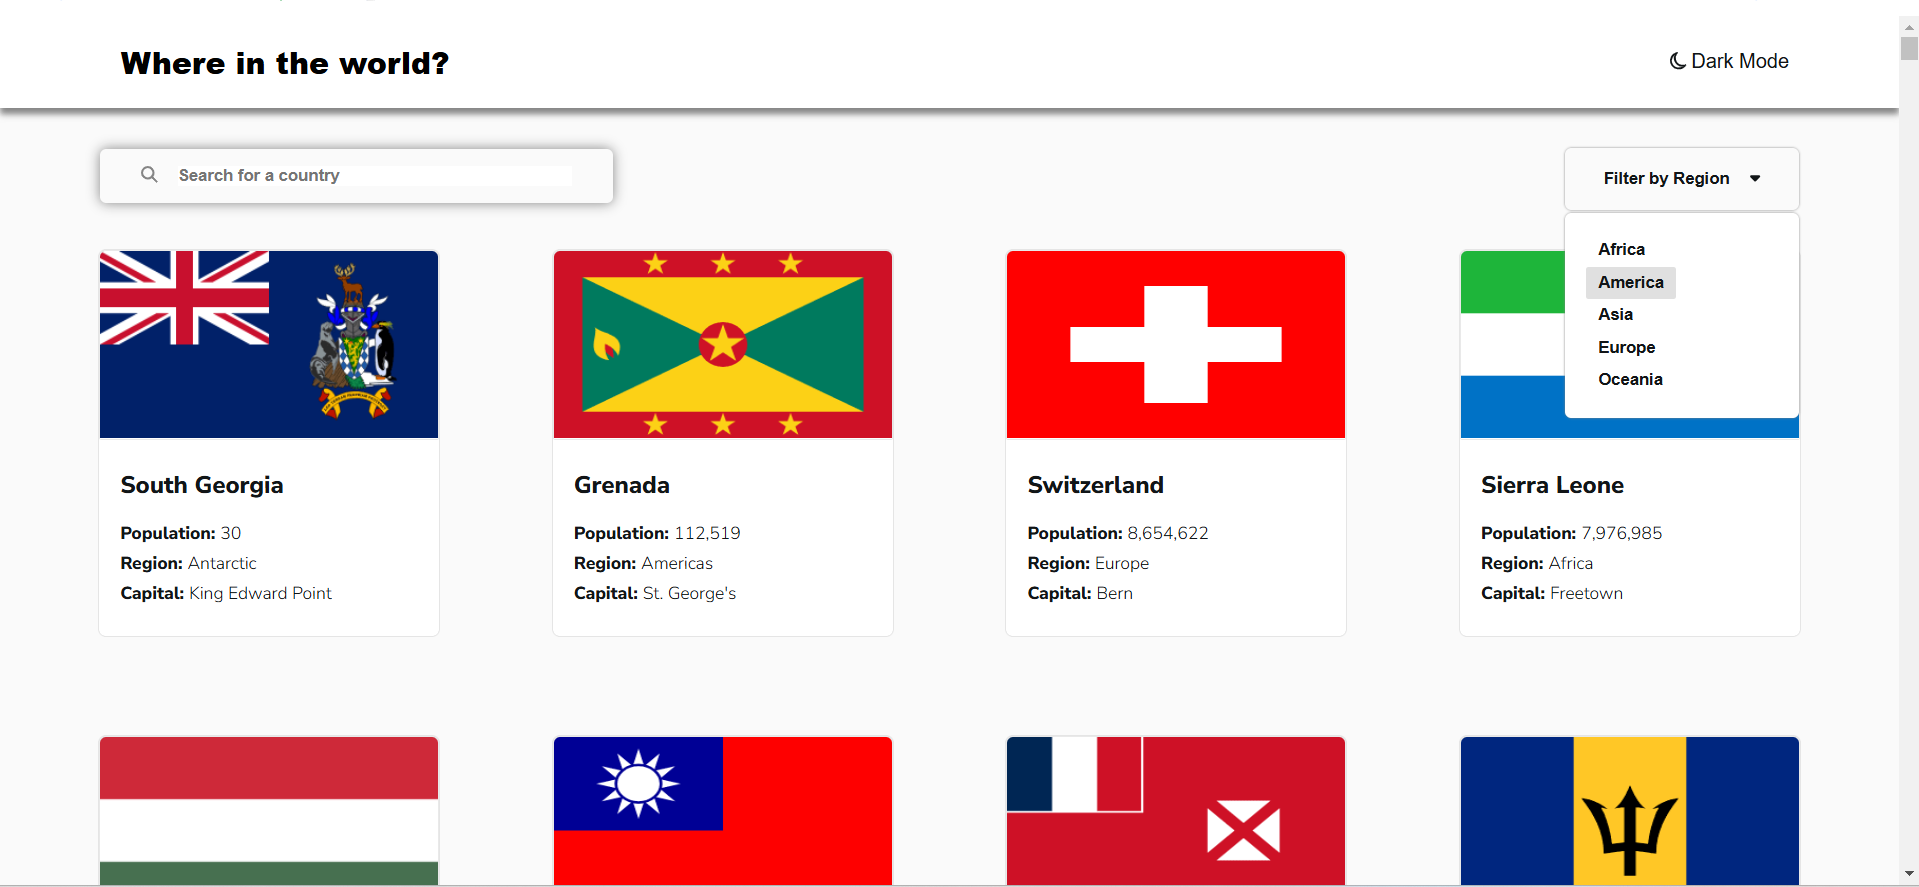 Where in the world?
Dark Mode
Search for a country
Filter by Region
Africa
America
Asia
Europe
Oceania
South Georgia
Population: 30
Region: Antarctic
Capital: King Edward Point
Grenada
Population: 112,519
Region: Americas
Capital: St. George's
Switzerland
Population: 8,654,622
Region: Europe
Capital: Bern
Sierra Leone
Population: 7,976,985
Region: Africa
Capital: Freetown